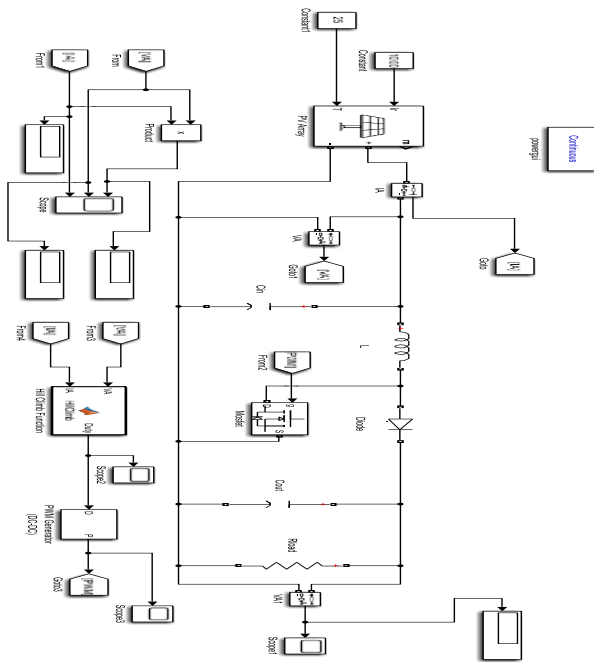 Continuous
powergui
25
Constant1
1000
Constant
Ir
T
m
+
-
PV Array
IA
[IA]
Goto
VA
[VA]
Goto1
[IA]
From1
[VA]
From
x
Product
Scope
Cin
L
[PWM]
From2
g
D
S
Mosfet
Diode
Cout
Rload
VA1
Scope1
[IA]
From4
[VA]
From3
VA
IA
HillClimb
Duty
Hill Climb Function
Scope2
D
P
PWM Generator
(DC-DC)
[PWM]
Goto3
Scope3